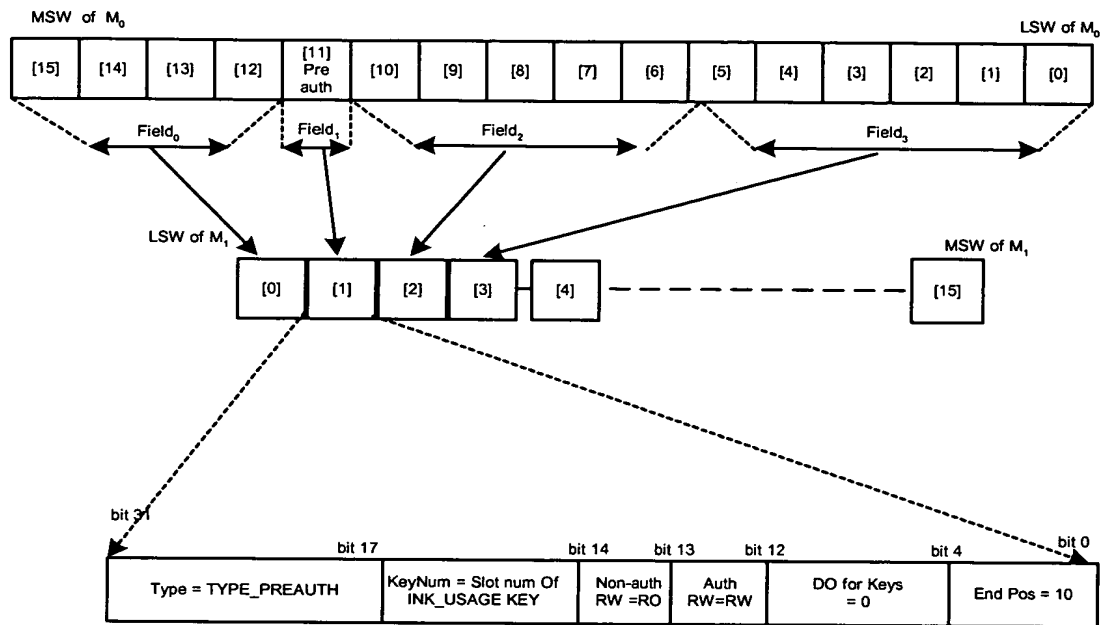 MSW of M₀
LSW of M₀
[15] [14] [13] [12] [11] Pre auth [10] [9] [8] [7] [6] [5] [4] [3] [2] [1] [0]
Field₀ Field₁ Field₂ Field₃
LSW of M₁
MSW of M₁
[0] [1] [2] [3] [4] [15]
bit 31
bit 17 bit 14 bit 13 bit 12 bit 4 bit 0
Type = TYPE_PREAUTH
KeyNum = Slot num Of
INK_USAGE KEY
Non-auth
RW =RO
Auth
RW=RW
DO for Keys
= 0
End Pos = 10